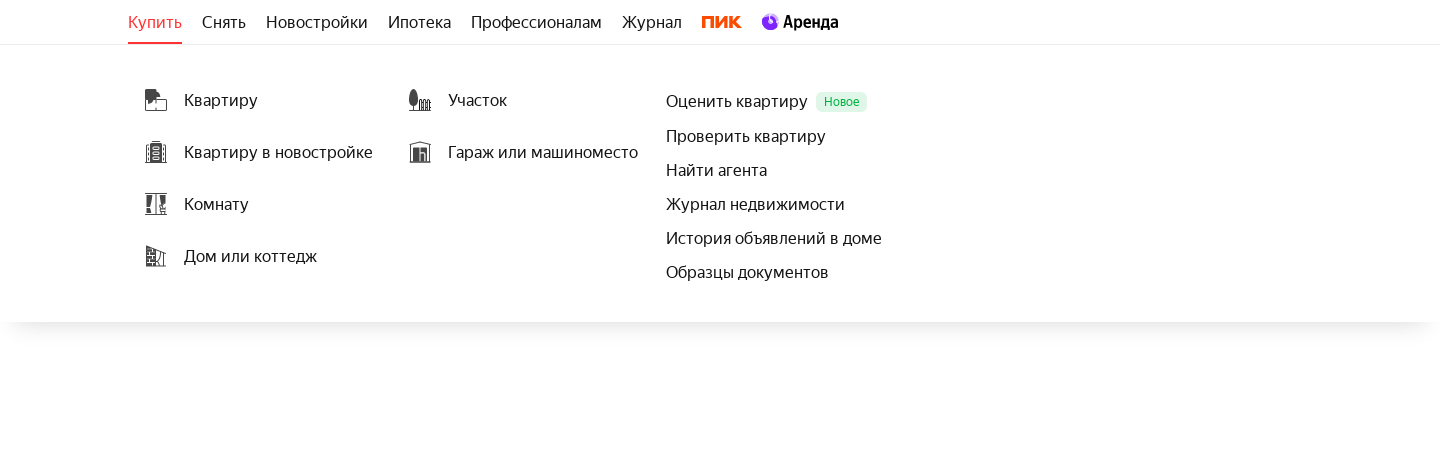 Купить Снять Новостройки Ипотека Профессионалам Журнал ПИК Аренда
Квартиру
Квартиру в новостройке
Комнату
Дом или коттедж
Участок
Гараж или машиноместо
Оценить квартиру Новое
Проверить квартиру
Найти агента
Журнал недвижимости
История объявлений в доме
Образцы документов